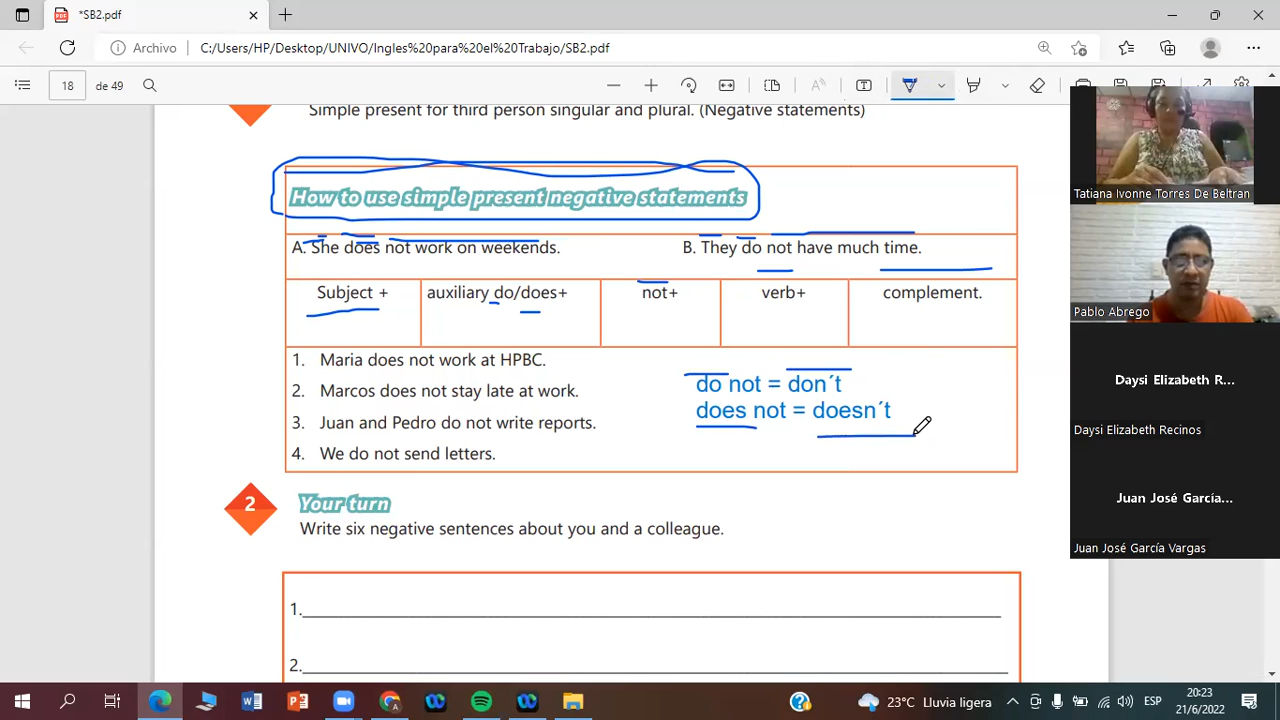 *SB2.pdf
Archivo C:/Users/HP/Desktop/UNIVO/Ingles%20para%20el%20Trabajo/SB2.pdf
18 de 49
Simple present for third person singular and plural. (Negative statements)
How to use simple present negative statements
A. She does not work on weekends. B. They do not have much time.
Subject + auxiliary do/does+ not+ verb+ complement.
1. Maria does not work at HPBC.
2. Marcos does not stay late at work.
3. Juan and Pedro do not write reports.
4. We do not send letters.
do not = don´t
does not = doesn´t
2 Your turn
Write six negative sentences about you and a colleague.
1.
2.
Tatiana Ivonne Torres De Beltran
Pablo Abrego
Daysi Elizabeth R...
Daysi Elizabeth Recinos
Juan José García...
Juan José García Vargas
23°C Lluvia ligera ESP 20:23
21/6/2022